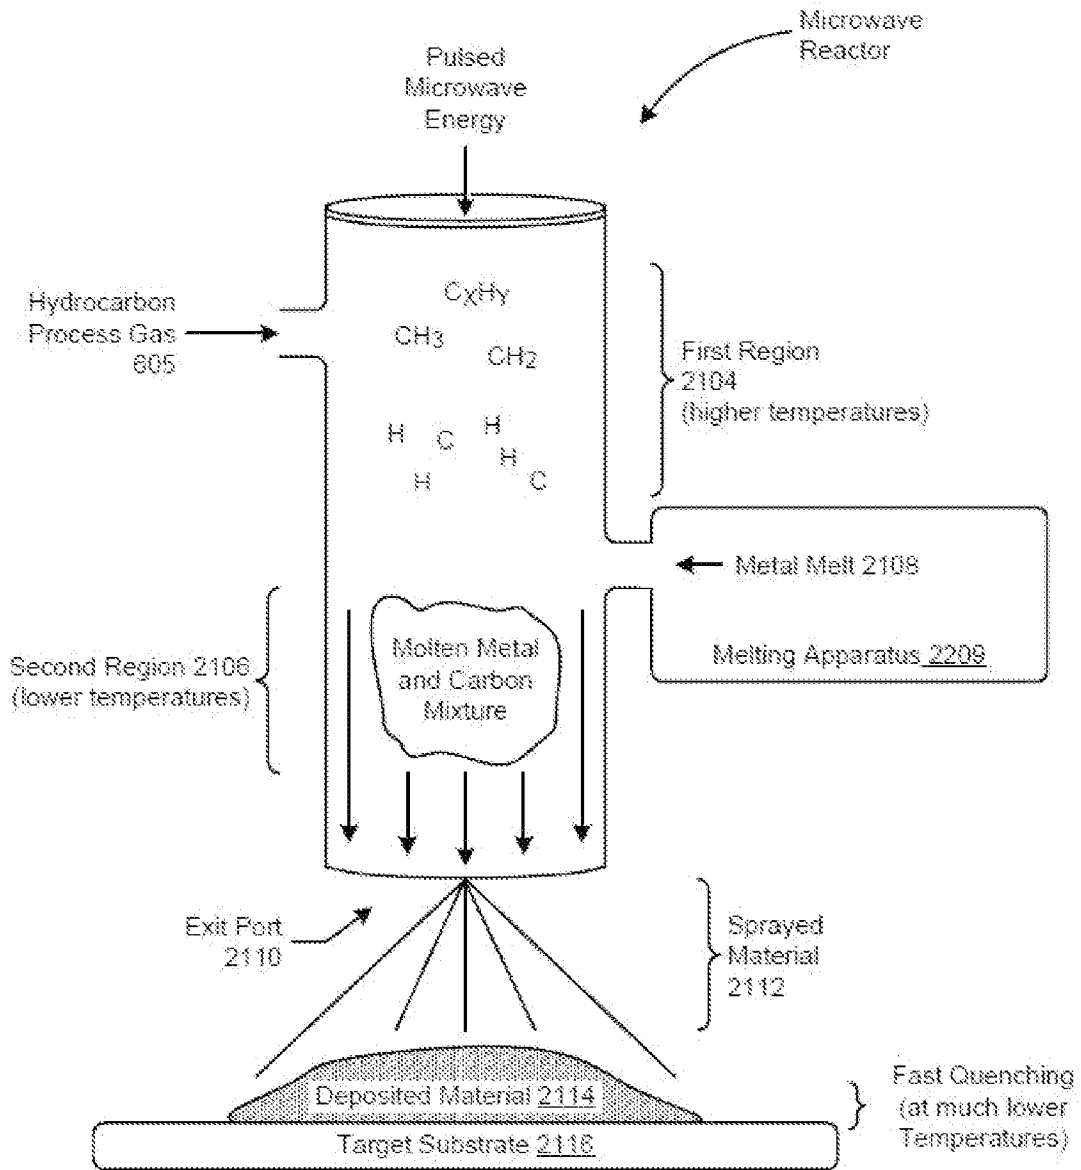 Microwave
Reactor
Pulsed
Microwave
Energy
Hydrocarbon
Process Gas
605
CXHY
CH3
CH2
First Region
2104
(higher temperatures)
H
C
H
H
H
C
Metal Melt 2108
Melting Apparatus 2209
Second Region 2106
(lower temperatures)
Molten Metal
and Carbon
Mixture
Exit Port
2110
Sprayed
Material
2112
Deposited Material 2114
Target Substrate 2116
Fast Quenching
(at much lower
Temperatures)